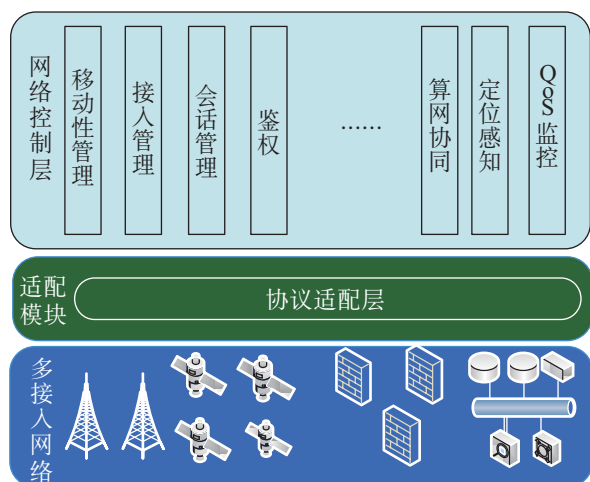 网络控制层
移动性管理
接入管理
会话管理
鉴权
……
算网协同
定位感知
QoS监控
适配
模块
协议适配层
多接入网络